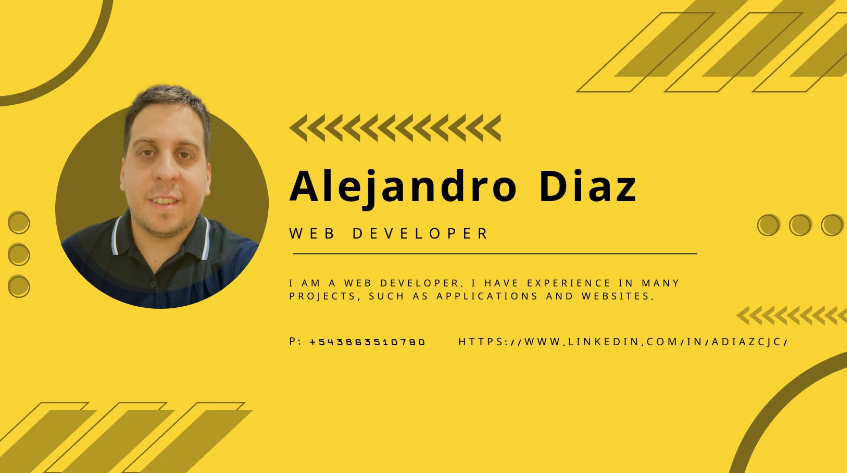 Alejandro Diaz
WEB DEVELOPER
I AM A WEB DEVELOPER. I HAVE EXPERIENCE IN MANY
PROJECTS, SUCH AS APPLICATIONS AND WEBSITES.
P: +543863510780 HTTPS://WWW.LINKEDIN.COM/IN/ADIAZCJC/